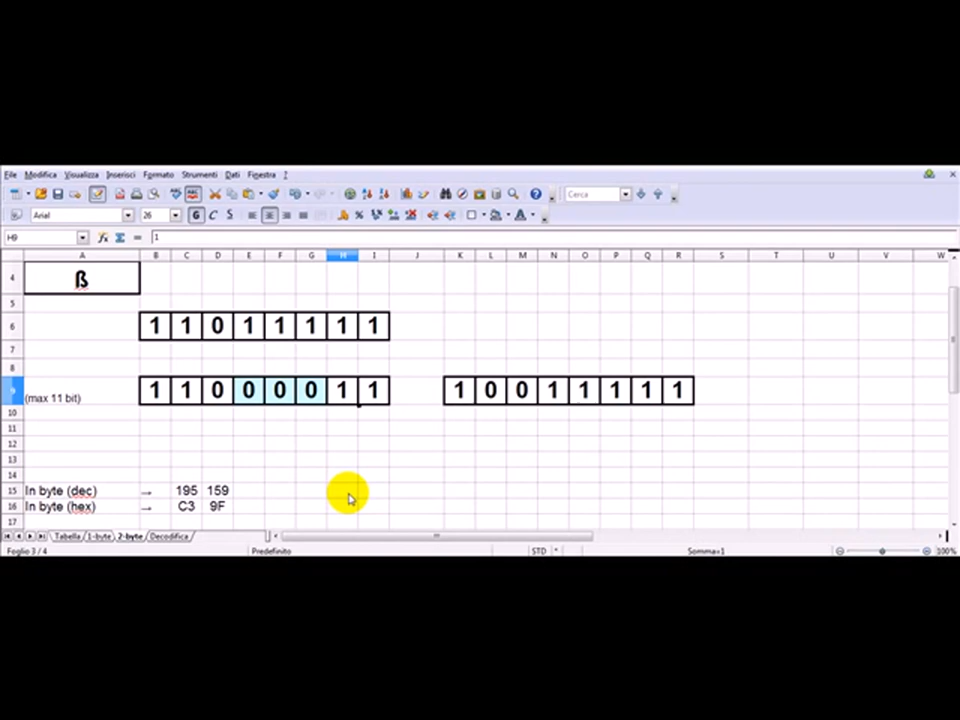 File Modifica Visualizza Inserisci Formato Strumenti Dati Finestra ?
Cerca
Arial 26 G C S
H9 1
A B C D E F G H I J K L M N O P Q R S T U V W
4 ß
5
6 1 1 0 1 1 1 1 1
7
8
9 (max 11 bit) 1 1 0 0 0 0 1 1 1 0 0 1 1 1 1 1
10
11
12
13
14
15 In byte (dec) → 195 159
16 In byte (hex) → C3 9F
17
Tabella 1-byte 2-byte Decodifica
Foglio 3 / 4 Predefinito STD * Somma=1 100%